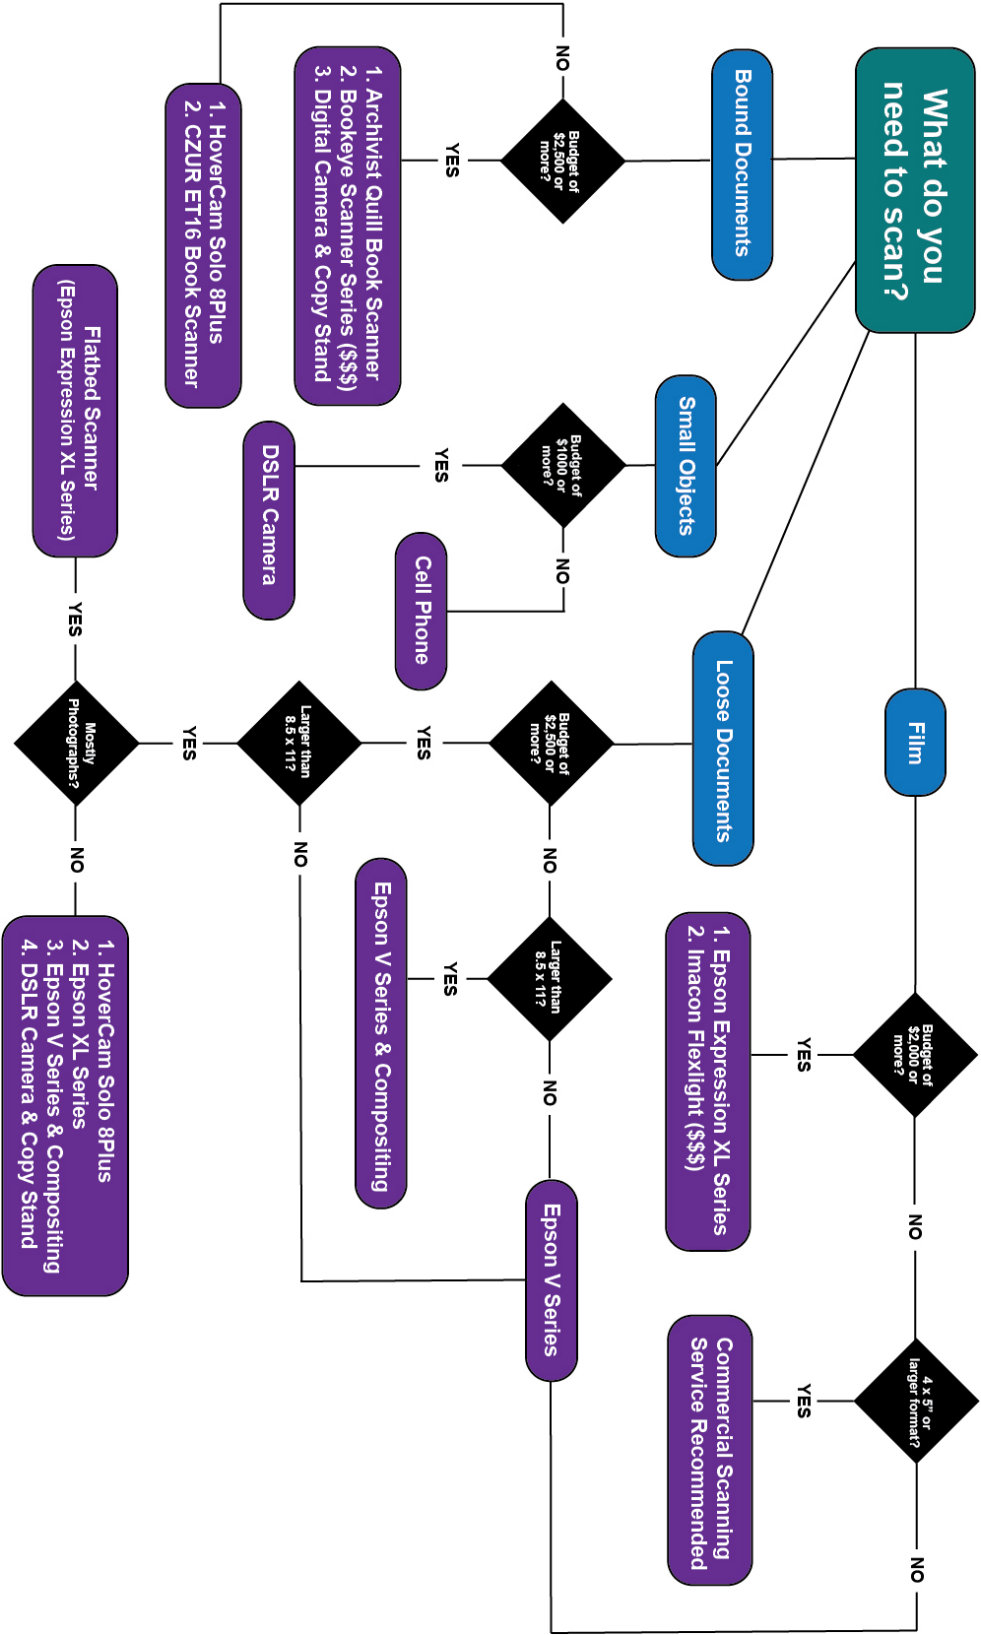 What do you
need to scan?
Bound Documents
Small Objects
Loose Documents
Film
Budget of
$2,500 or
more?
NO
YES
1. Archivist Quill Book Scanner
2. Bookeye Scanner Series ($$$)
3. Digital Camera & Copy Stand
1. HoverCam Solo 8Plus
2. CZUR ET16 Book Scanner
Budget of
$1000 or
more?
YES
NO
DSLR Camera
Cell Phone
Budget of
$2,500 or
more?
YES
NO
Larger than
8.5 x 11?
YES
NO
Larger than
8.5 x 11?
YES
NO
Epson V Series & Compositing
Epson V Series
Mostly
Photographs?
YES
NO
Flatbed Scanner
(Epson Expression XL Series)
1. HoverCam Solo 8Plus
2. Epson XL Series
3. Epson V Series & Compositing
4. DSLR Camera & Copy Stand
Budget of
$2,000 or
more?
YES
NO
1. Epson Expression XL Series
2. Imacon Flexlight ($$$)
4 x 5" or
larger format?
YES
NO
Commercial Scanning
Service Recommended